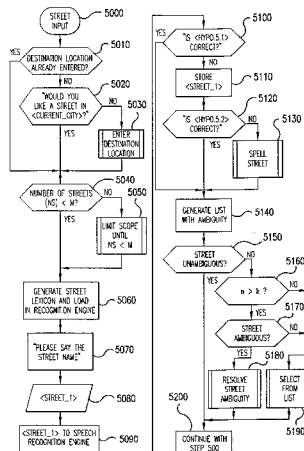 STREET
INPUT
5000
5010
YES
DESTINATION LOCATION
ALREADY ENTERED?
NO
5020
"WOULD YOU
LIKE A STREET IN
<CURRENT_CITY>?"
NO
5030
YES
ENTER
DESTINATION
LOCATION
5040
NUMBER OF STREETS
(NS) < M?
NO
5050
YES
LIMIT SCOPE
UNTIL
NS < M
GENERATE STREET
LEXICON AND LOAD
IN RECOGNITION ENGINE
5060
"PLEASE SAY THE
STREET NAME"
5070
<STREET_1>
5080
<STREET_1> TO SPEECH
RECOGNITION ENGINE
5090
5100
YES
"IS <HYPO.5.1>
CORRECT?"
NO
STORE
<STREET_1>
5110
5120
"IS <HYPO.5.2>
CORRECT?"
NO
5130
YES
SPELL
STREET
GENERATE LIST
WITH AMBIGUITY
5140
5150
STREET
UNAMBIGUOUS?
NO
5160
YES
n > k ?
NO
YES
5170
STREET
AMBIGUOUS?
NO
YES
5180
RESOLVE
STREET
AMBIGUITY
SELECT
FROM
LIST
5200
5190
CONTINUE WITH
STEP 500